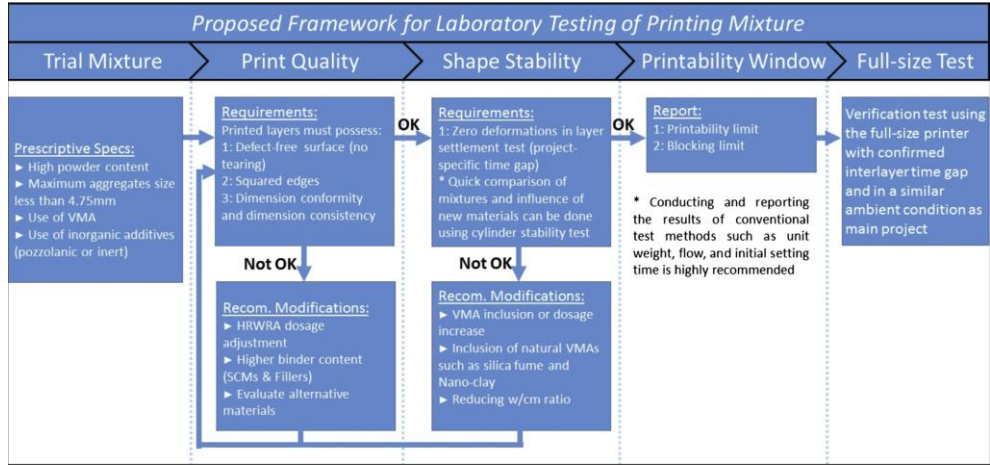 Proposed Framework for Laboratory Testing of Printing Mixture
Trial Mixture
Print Quality
Shape Stability
Printability Window
Full-size Test
Prescriptive Specs:
► High powder content
► Maximum aggregates size
less than 4.75mm
► Use of VMA
► Use of inorganic additives
(pozzolanic or inert)
Requirements:
Printed layers must possess:
1: Defect-free surface (no
tearing)
2: Squared edges
3: Dimension conformity
and dimension consistency
Not OK
Recom. Modifications:
► HRWRA dosage
adjustment
► Higher binder content
(SCMs & Fillers)
► Evaluate alternative
materials
OK
Requirements:
1: Zero deformations in layer
settlement test (project-
specific time gap)
* Quick comparison of
mixtures and influence of
new materials can be done
using cylinder stability test
Not OK
Recom. Modifications:
► VMA inclusion or dosage
increase
► Inclusion of natural VMAs
such as silica fume and
Nano-clay
► Reducing w/cm ratio
OK
Report:
1: Printability limit
2: Blocking limit
* Conducting and reporting
the results of conventional
test methods such as unit
weight, flow, and initial setting
time is highly recommended
Verification test using
the full-size printer
with confirmed
interlayer time gap
and in a similar
ambient condition as
main project